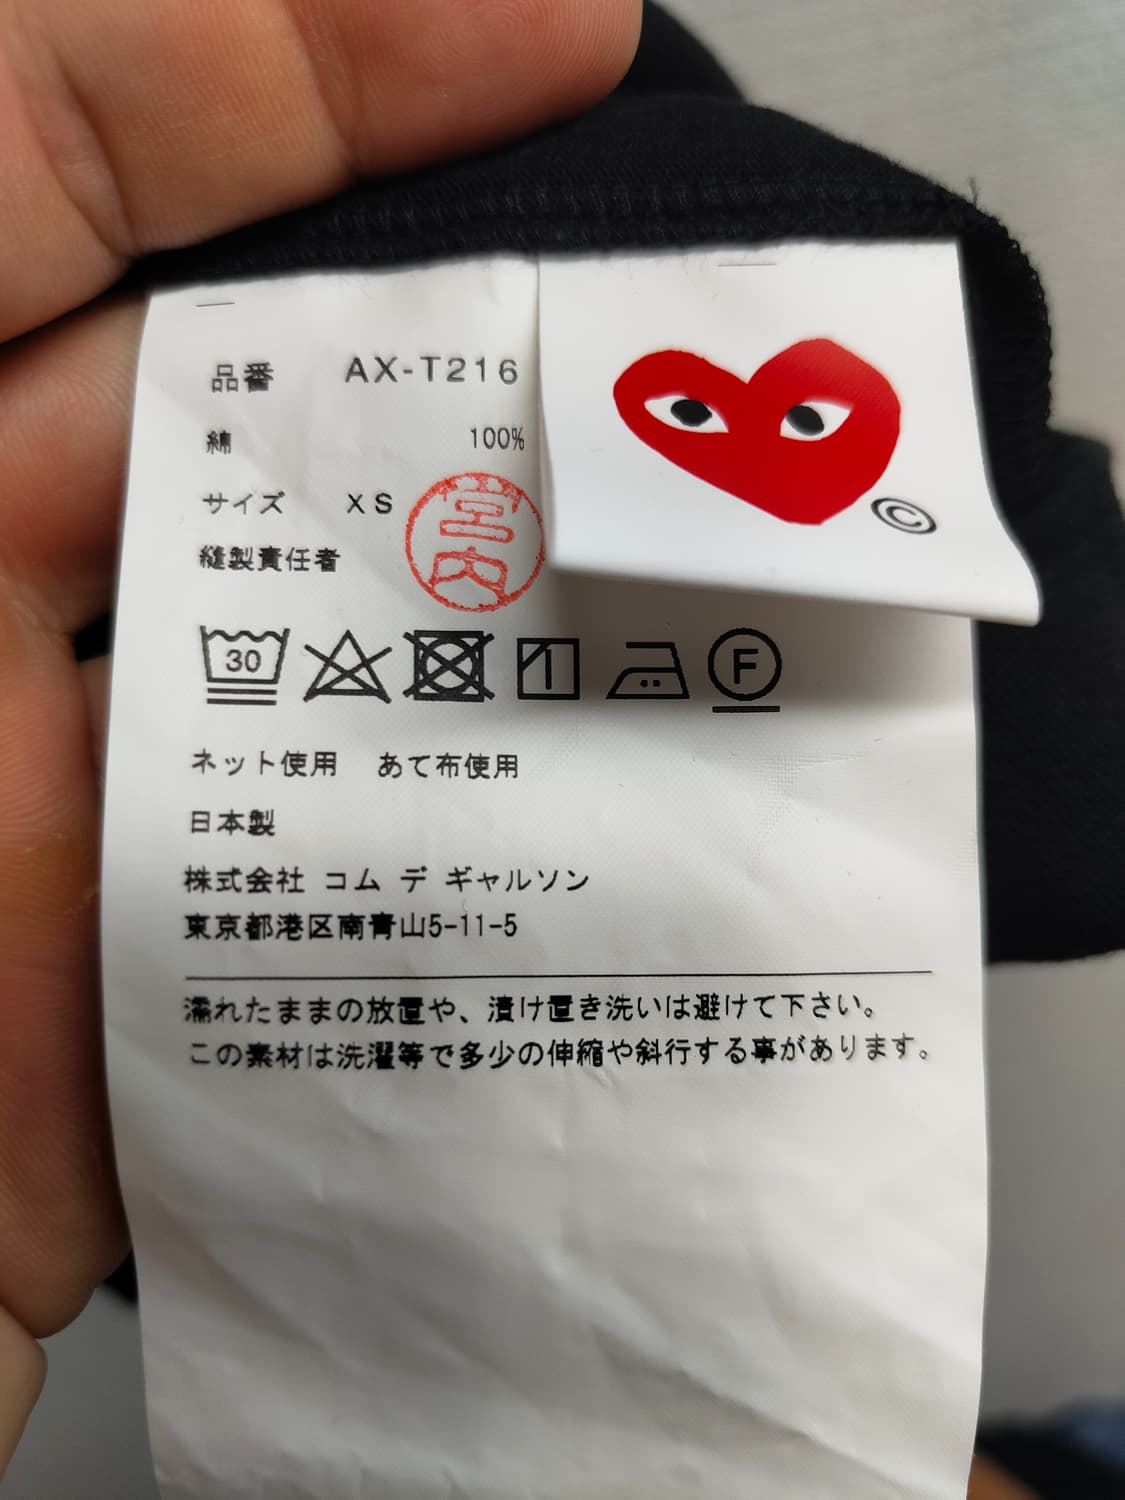 品番 AX-T216
綿 100%
サイズ XS
縫製責任者
堂内
30
F
ネット使用 あて布使用
日本製
株式会社 コム デ ギャルソン
東京都港区南青山5-11-5
濡れたままの放置や、漬け置き洗いは避けて下さい。
この素材は洗濯等で多少の伸縮や斜行する事があります。
©